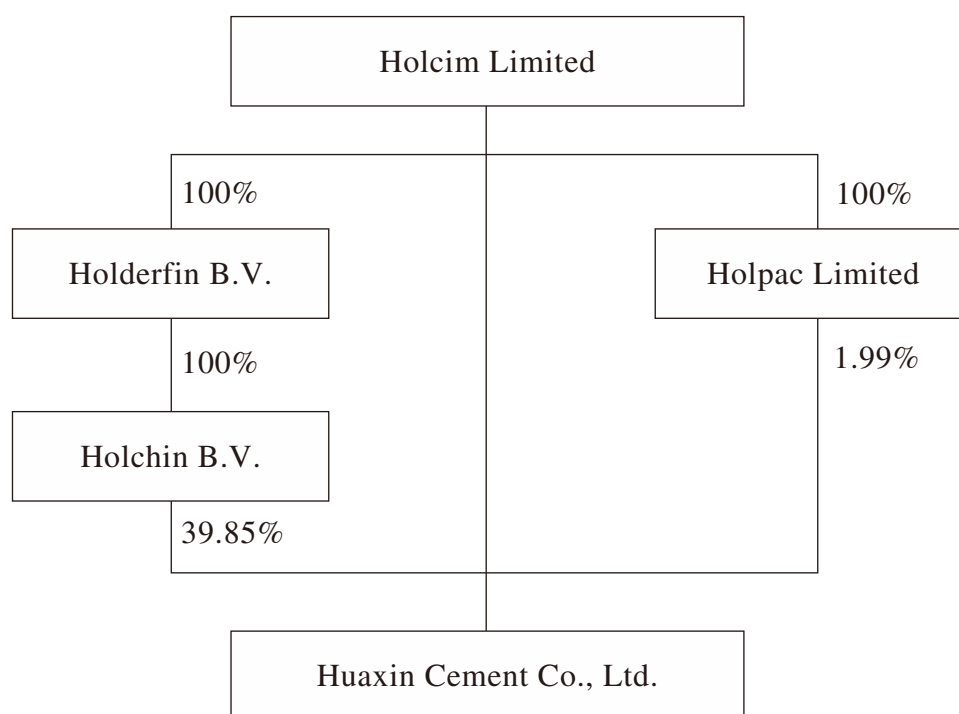 Holcim Limited
100%
100%
Holderfin B.V.
Holpac Limited
100%
1.99%
Holchin B.V.
39.85%
Huaxin Cement Co., Ltd.